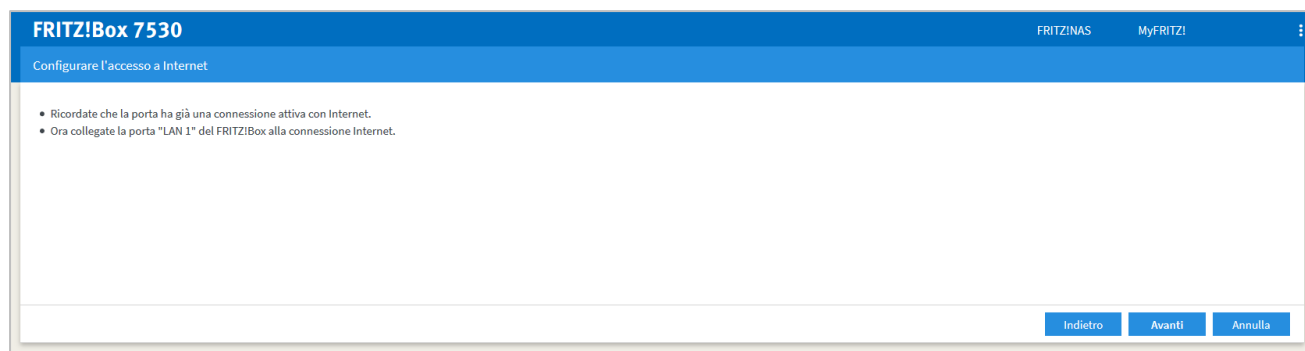 FRITZ!Box 7530
FRITZ!NAS MyFRITZ!
Configurare l'accesso a Internet
• Ricordate che la porta ha già una connessione attiva con Internet.
• Ora collegate la porta "LAN 1" del FRITZ!Box alla connessione Internet.
Indietro Avanti Annulla